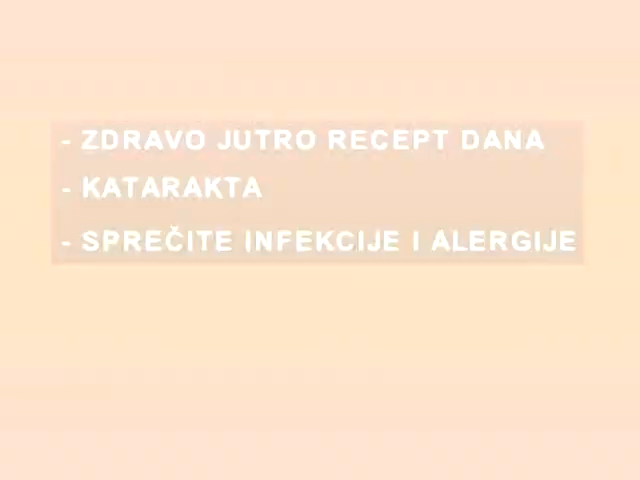 - ZDRAVO JUTRO RECEPT DANA
- KATARAKTA
- SPREČITE INFEKCIJE I ALERGIJE